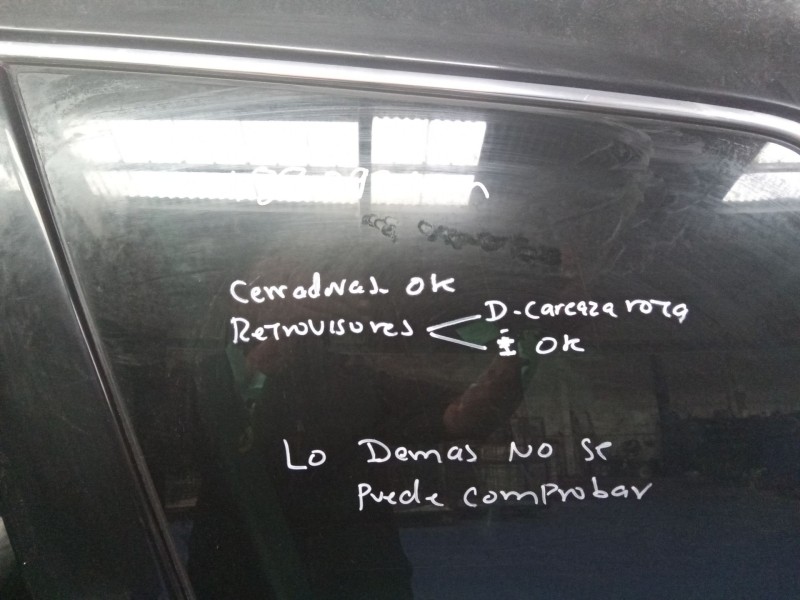 Cerraduras OK
Retrovisores D-Carcaza rota
I OK
Lo Demas No Se
Puede comprobar